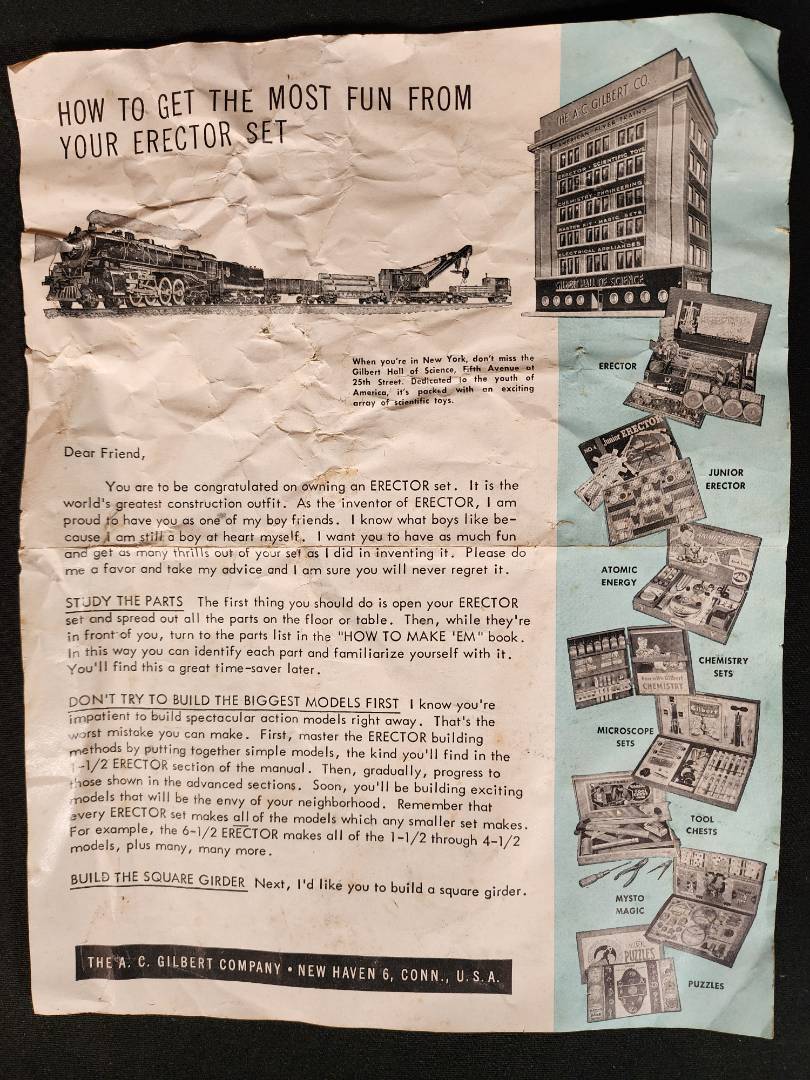 HOW TO GET THE MOST FUN FROM
YOUR ERECTOR SET
THE A. C. GILBERT CO.
AMERICAN FLYER TRAINS
ERECTOR • SCIENTIFIC TOYS
CHEMISTRY • ENGINEERING
MAGIC SETS
ELECTRICAL APPLIANCES
GILBERT HALL OF SCIENCE
When you're in New York, don't miss the
Gilbert Hall of Science, Fifth Avenue at
25th Street. Dedicated to the youth of
America, it's packed with an exciting
array of scientific toys.
Dear Friend,
You are to be congratulated on owning an ERECTOR set. It is the
world's greatest construction outfit. As the inventor of ERECTOR, I am
proud to have you as one of my boy friends. I know what boys like be-
cause I am still a boy at heart myself. I want you to have as much fun
and get as many thrills out of your set as I did in inventing it. Please do
me a favor and take my advice and I am sure you will never regret it.
STUDY THE PARTS The first thing you should do is open your ERECTOR
set and spread out all the parts on the floor or table. Then, while they're
in front of you, turn to the parts list in the "HOW TO MAKE 'EM" book.
In this way you can identify each part and familiarize yourself with it.
You'll find this a great time-saver later.
DON'T TRY TO BUILD THE BIGGEST MODELS FIRST I know you're
impatient to build spectacular action models right away. That's the
worst mistake you can make. First, master the ERECTOR building
methods by putting together simple models, the kind you'll find in the
1-1/2 ERECTOR section of the manual. Then, gradually, progress to
those shown in the advanced sections. Soon, you'll be building exciting
models that will be the envy of your neighborhood. Remember that
every ERECTOR set makes all of the models which any smaller set makes.
For example, the 6-1/2 ERECTOR makes all of the 1-1/2 through 4-1/2
models, plus many, many more.
BUILD THE SQUARE GIRDER Next, I'd like you to build a square girder.
THE A. C. GILBERT COMPANY • NEW HAVEN 6, CONN., U.S.A.
ERECTOR
Junior ERECTOR
JUNIOR
ERECTOR
ATOMIC
ENERGY
CHEMISTRY
CHEMISTRY
SETS
MICROSCOPE
SETS
TOOL
CHESTS
MYSTO
MAGIC
PUZZLES
PUZZLES